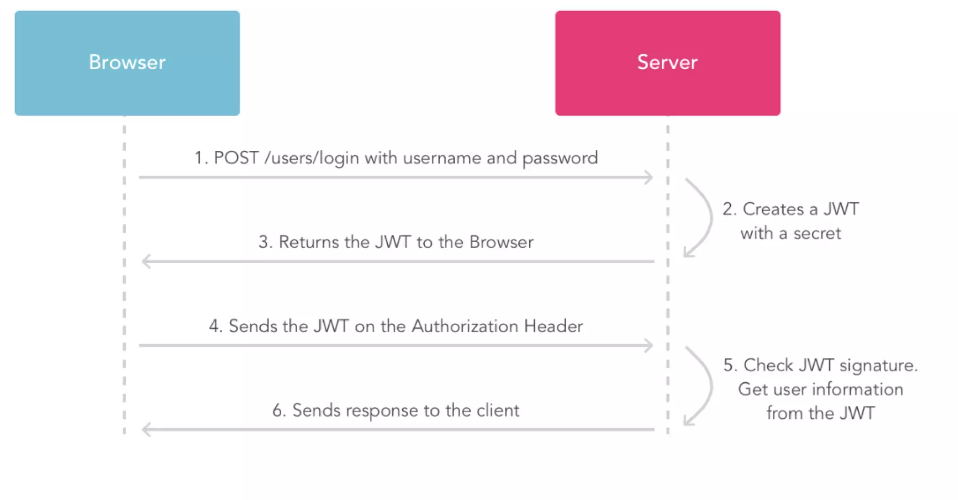 Browser
Server
1. POST /users/login with username and password
2. Creates a JWT
with a secret
3. Returns the JWT to the Browser
4. Sends the JWT on the Authorization Header
5. Check JWT signature.
Get user information
from the JWT
6. Sends response to the client